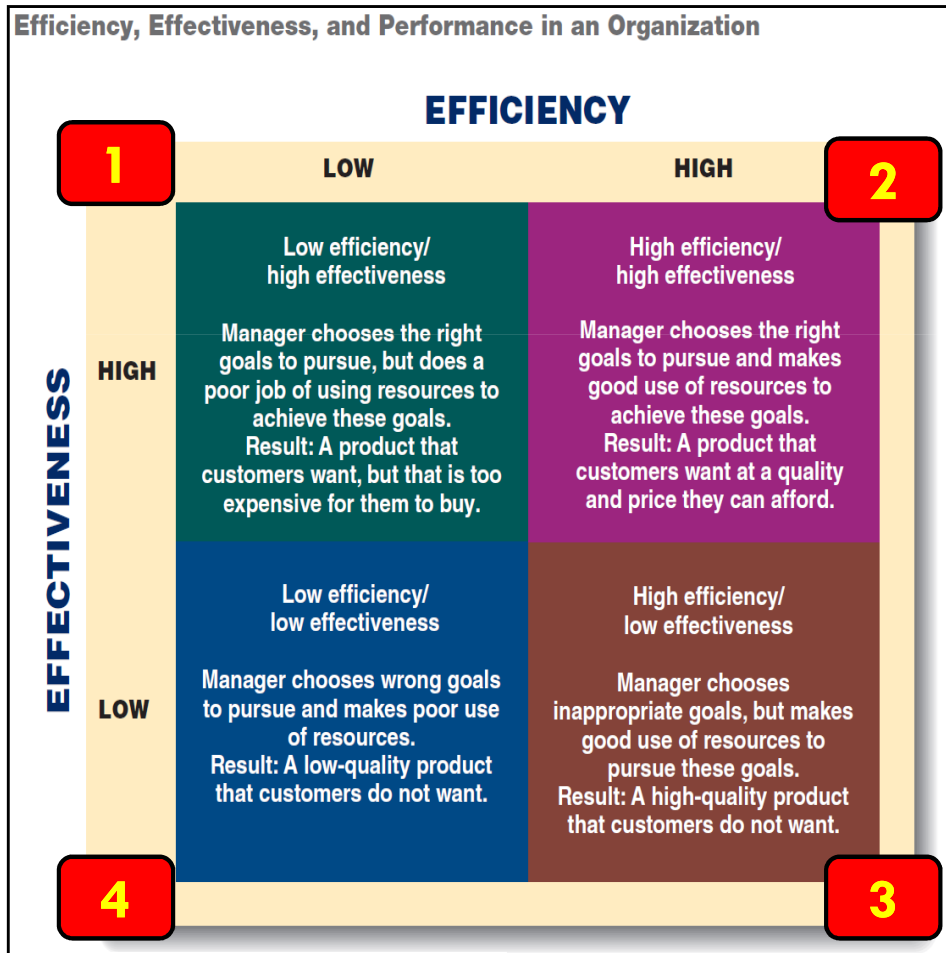 Efficiency, Effectiveness, and Performance in an Organization
EFFICIENCY
1
LOW
HIGH
2
EFFECTIVENESS
HIGH
Low efficiency/
high effectiveness
Manager chooses the right
goals to pursue, but does a
poor job of using resources to
achieve these goals.
Result: A product that
customers want, but that is too
expensive for them to buy.
High efficiency/
high effectiveness
Manager chooses the right
goals to pursue and makes
good use of resources to
achieve these goals.
Result: A product that
customers want at a quality
and price they can afford.
LOW
Low efficiency/
low effectiveness
Manager chooses wrong goals
to pursue and makes poor use
of resources.
Result: A low-quality product
that customers do not want.
High efficiency/
low effectiveness
Manager chooses
inappropriate goals, but makes
good use of resources to
pursue these goals.
Result: A high-quality product
that customers do not want.
4
3